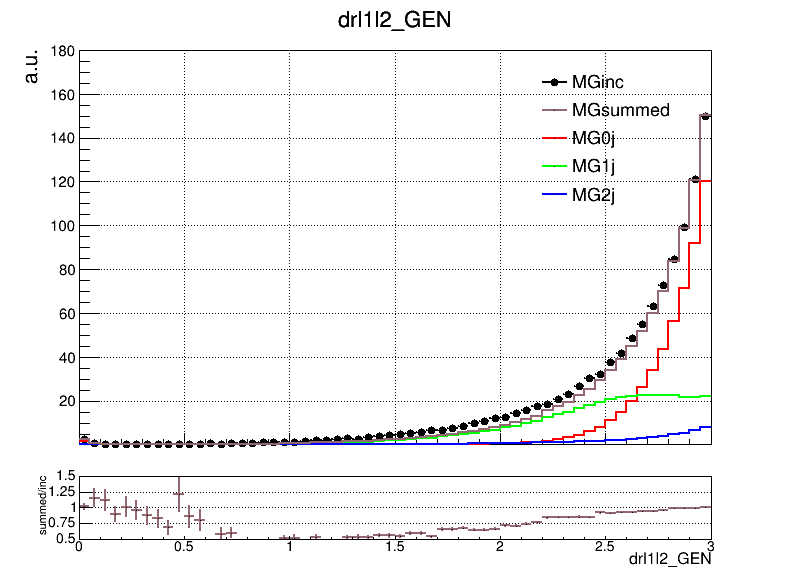 drl1l2_GEN
a.u.
180
160
140
120
100
80
60
40
20
MGinc
MGsummed
MG0j
MG1j
MG2j
summed/inc
1.5
1.25
1
0.75
0.5
0 0.5 1 1.5 2 2.5 3
drl1l2_GEN